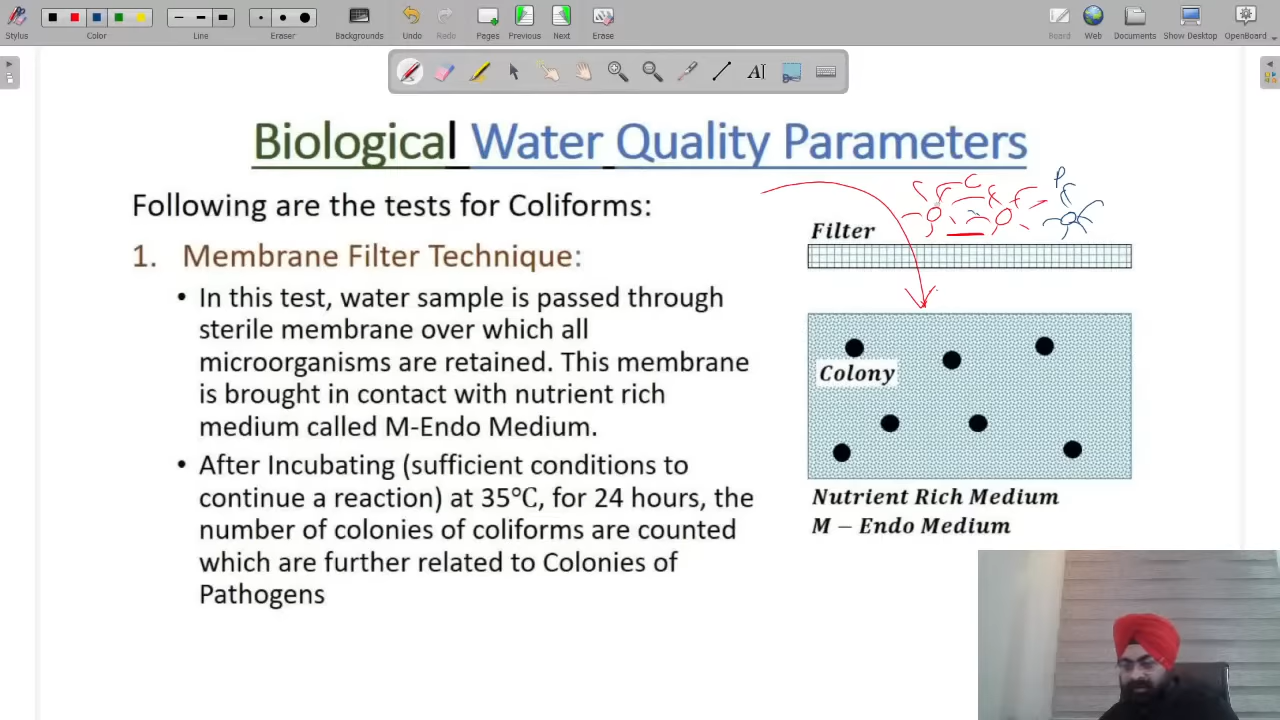 Stylus
Color
Line
Eraser
Backgrounds
Undo
Redo
Pages
Previous
Next
Erase
Board
Web
Documents
Show Desktop
OpenBoard
Biological Water Quality Parameters
Following are the tests for Coliforms:
1. Membrane Filter Technique:
• In this test, water sample is passed through
sterile membrane over which all
microorganisms are retained. This membrane
is brought in contact with nutrient rich
medium called M-Endo Medium.
• After Incubating (sufficient conditions to
continue a reaction) at 35℃, for 24 hours, the
number of colonies of coliforms are counted
which are further related to Colonies of
Pathogens
C
P
Filter
Colony
Nutrient Rich Medium
M − Endo Medium